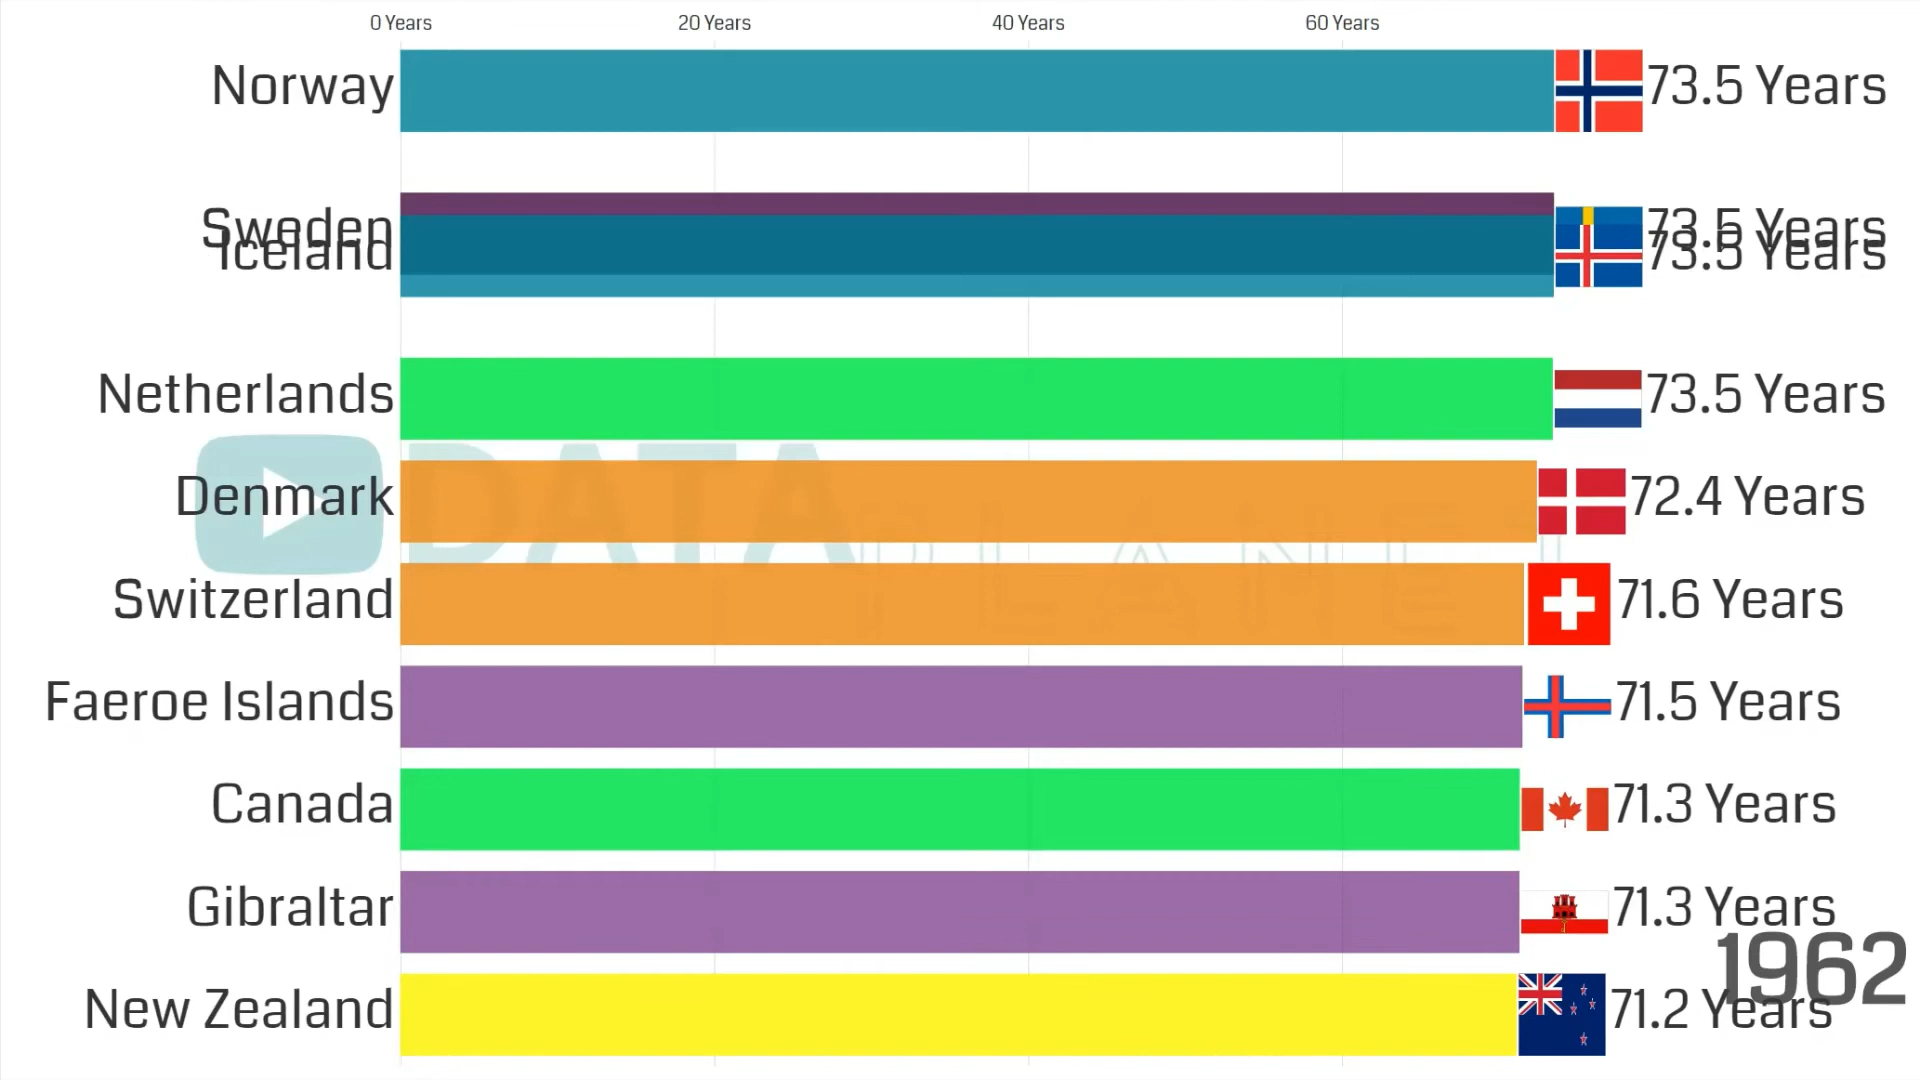 0 Years 20 Years 40 Years 60 Years
Norway 73.5 Years
Sweden 73.5 Years
Iceland 73.5 Years
Netherlands 73.5 Years
DATA
PLANET
Denmark 72.4 Years
Switzerland 71.6 Years
Faeroe Islands 71.5 Years
Canada 71.3 Years
Gibraltar 71.3 Years
1962
New Zealand 71.2 Years